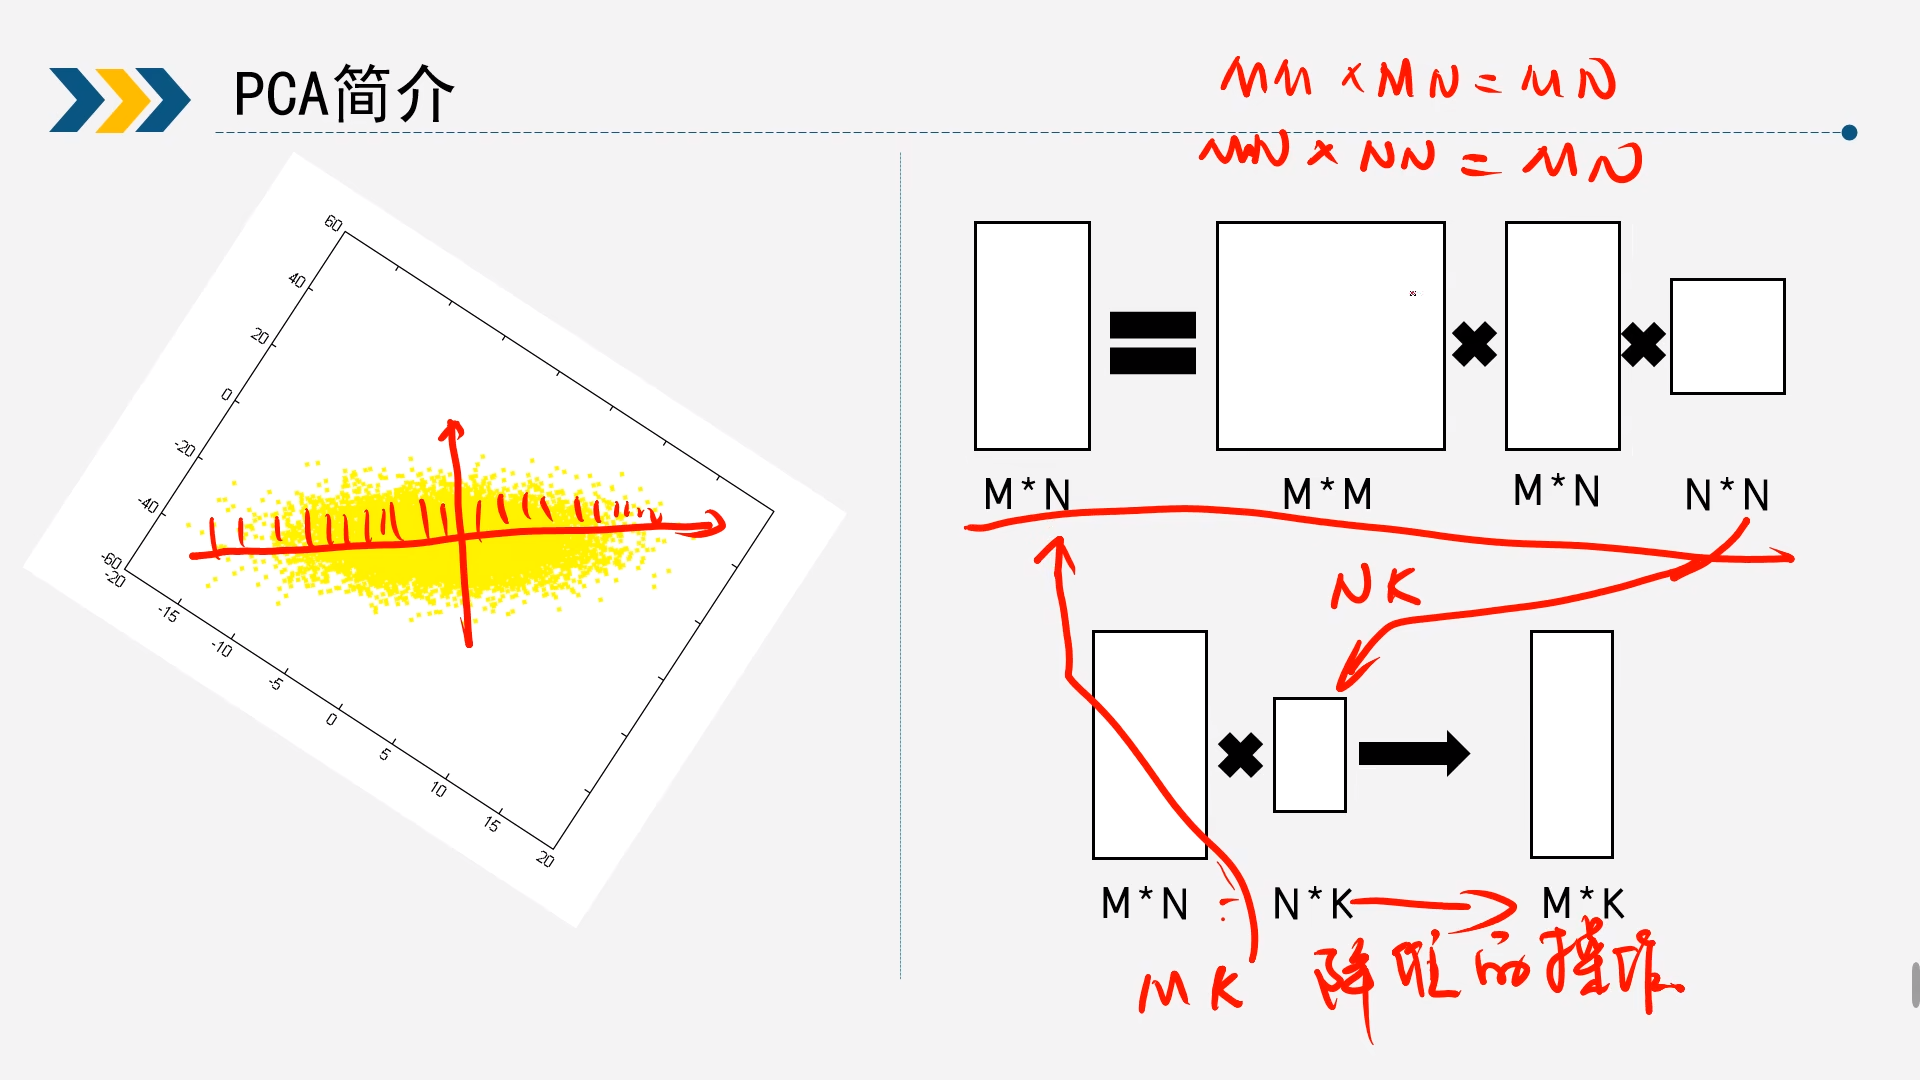 PCA简介
MM × MN = MN
MN × NN = MN
60
40
20
0
-20
-40
-60
-20
-15
-10
-5
0
5
10
15
20
M*N
M*M
M*N
N*N
NK
M*N
N*K
M*K
MK
降维的操作